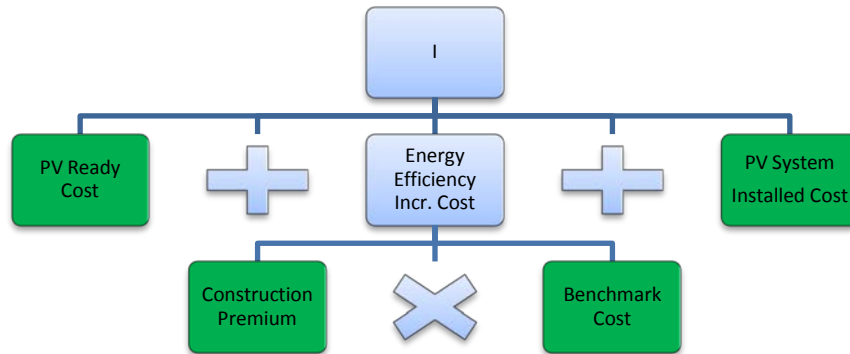 I
PV Ready
Cost
Energy
Efficiency
Incr. Cost
PV System
Installed Cost
Construction
Premium
Benchmark
Cost